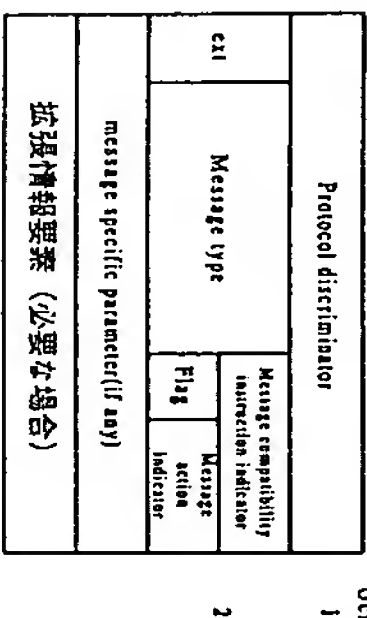 Protocol discriminator
1
ext
Message type
Message compatibility
instruction indicator
Flag
Message
action
indicator
2
message specific parameter(if any)
拡張情報要素 (必要な場合)